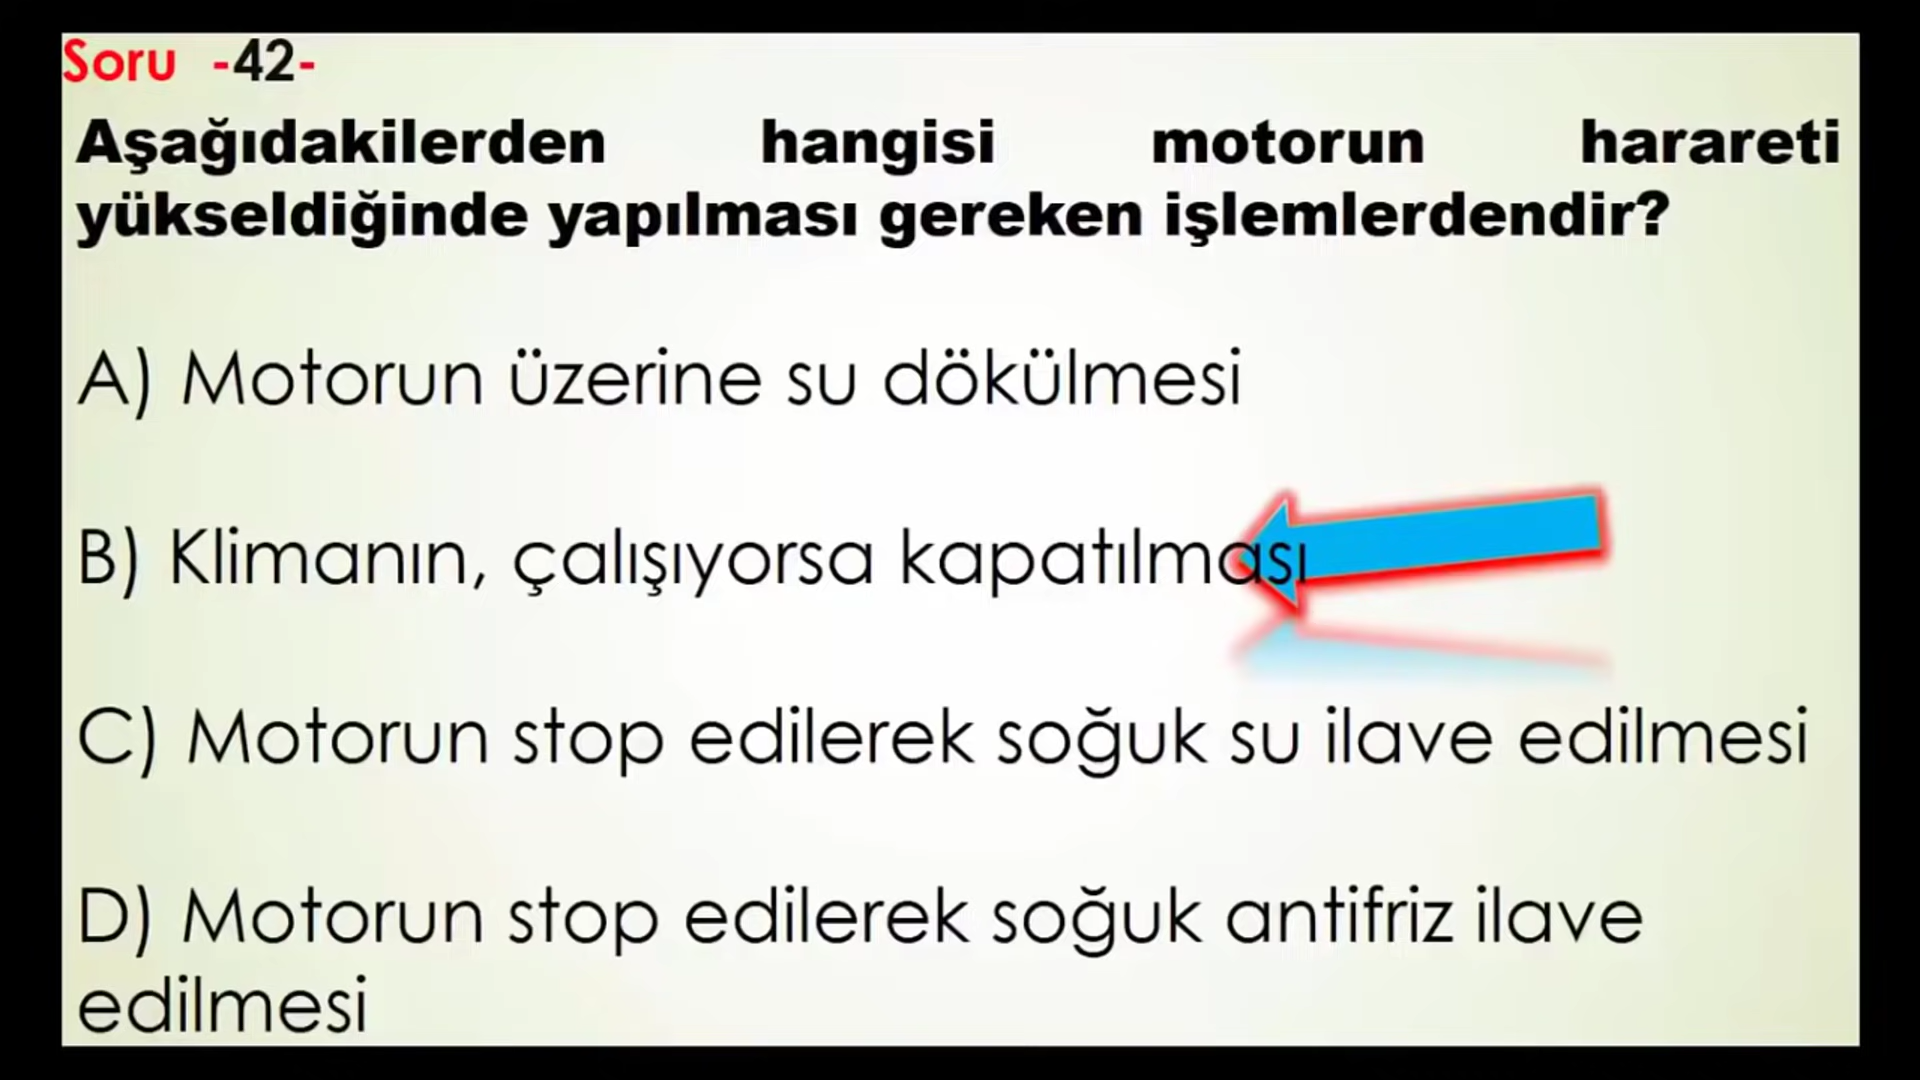 Soru -42-
Aşağıdakilerden hangisi motorun harareti
yükseldiğinde yapılması gereken işlemlerdendir?
A) Motorun üzerine su dökülmesi
B) Klimanın, çalışıyorsa kapatılması
C) Motorun stop edilerek soğuk su ilave edilmesi
D) Motorun stop edilerek soğuk antifriz ilave
edilmesi